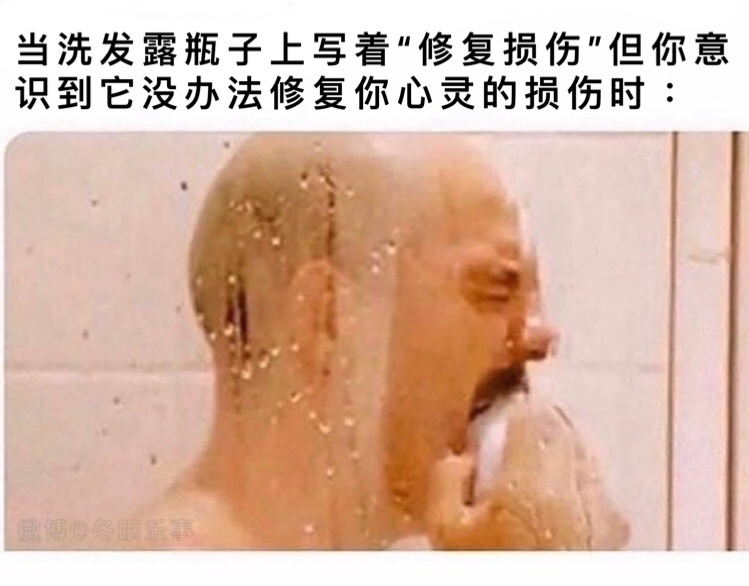 当洗发露瓶子上写着“修复损伤”但你意
识到它没办法修复你心灵的损伤时：
微博@冬眠乐事